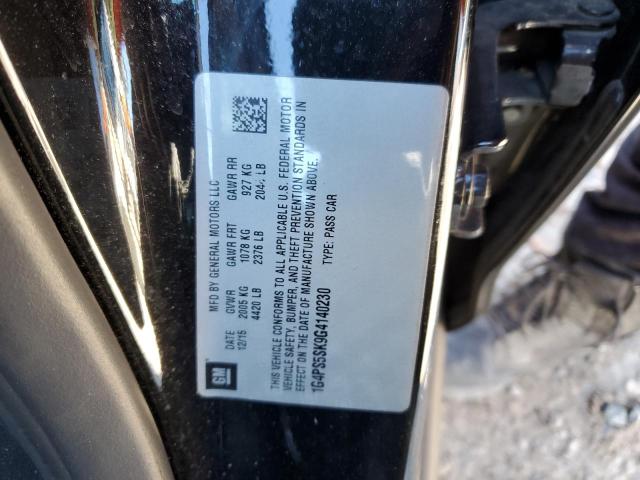 GM
MFD BY GENERAL MOTORS LLC
DATE GVWR GAWR FRT GAWR RR
12/15 2005 KG 1078 KG 927 KG
4420 LB 2376 LB LB
THIS VEHICLE CONFORMS TO ALL APPLICABLE U.S. FEDERAL MOTOR
VEHICLE SAFETY, BUMPER, AND THEFT PREVENTION STANDARDS IN
EFFECT ON THE DATE OF MANUFACTURE SHOWN ABOVE.
1G4PS5SK9G4140230 TYPE: PASS CAR